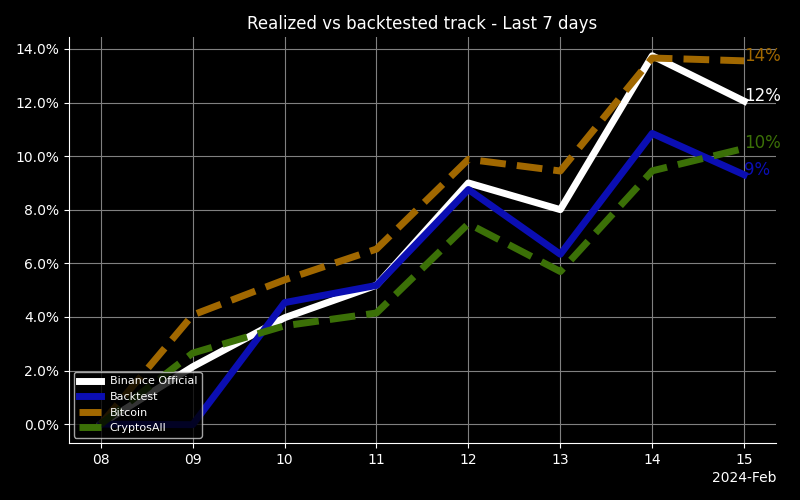 Realized vs backtested track - Last 7 days
14.0%
12.0%
10.0%
8.0%
6.0%
4.0%
2.0%
0.0%
14%
12%
10%
9%
Binance Official
Backtest
Bitcoin
CryptosAll
08 09 10 11 12 13 14 15
2024-Feb